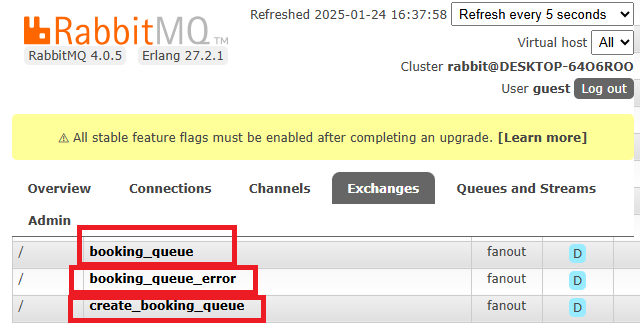 Refreshed 2025-01-24 16:37:58 Refresh every 5 seconds
RabbitMQ TM
RabbitMQ 4.0.5 Erlang 27.2.1
Virtual host All
Cluster rabbit@DESKTOP-64O6ROO
User guest Log out
⚠ All stable feature flags must be enabled after completing an upgrade. [Learn more]
Overview Connections Channels Exchanges Queues and Streams
Admin
/ booking_queue fanout D
/ booking_queue_error fanout D
/ create_booking_queue fanout D